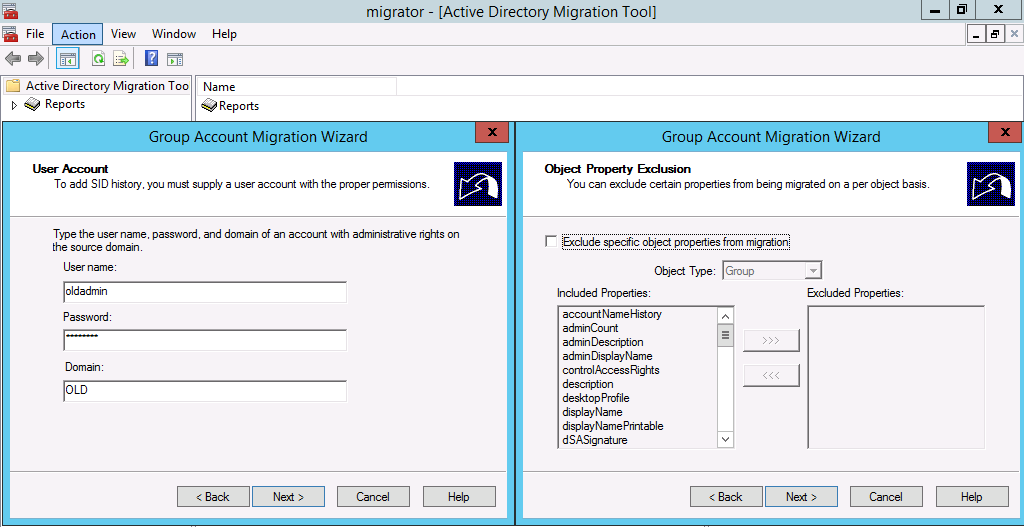 migrator - [Active Directory Migration Tool]
File Action View Window Help
Active Directory Migration Too
Reports
Name
Reports
Group Account Migration Wizard
User Account
To add SID history, you must supply a user account with the proper permissions.
Type the user name, password, and domain of an account with administrative rights on
the source domain.
User name:
oldadmin
Password:
********
Domain:
OLD
< Back Next > Cancel Help
Group Account Migration Wizard
Object Property Exclusion
You can exclude certain properties from being migrated on a per object basis.
Exclude specific object properties from migration
Object Type: Group
Included Properties:
accountNameHistory
adminCount
adminDescription
adminDisplayName
controlAccessRights
description
desktopProfile
displayName
displayNamePrintable
dSASignature
>>>
<<<
Excluded Properties:
< Back Next > Cancel Help